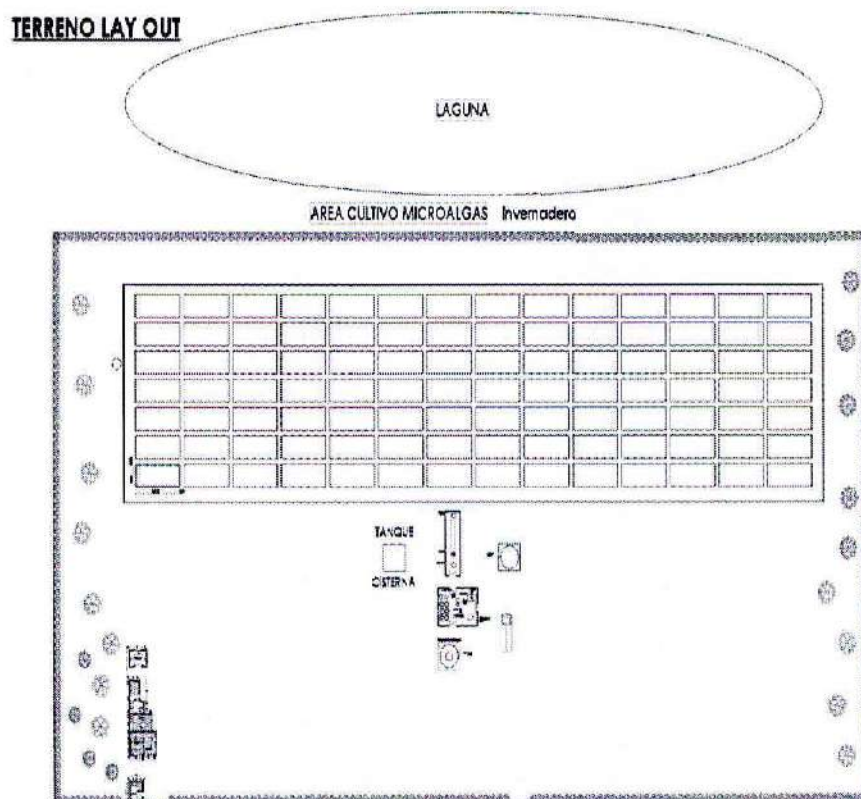 TERRENO LAY OUT
LAGUNA
AREA CULTIVO MICROALGAS Invernadero
TANQUE
CISTERNA